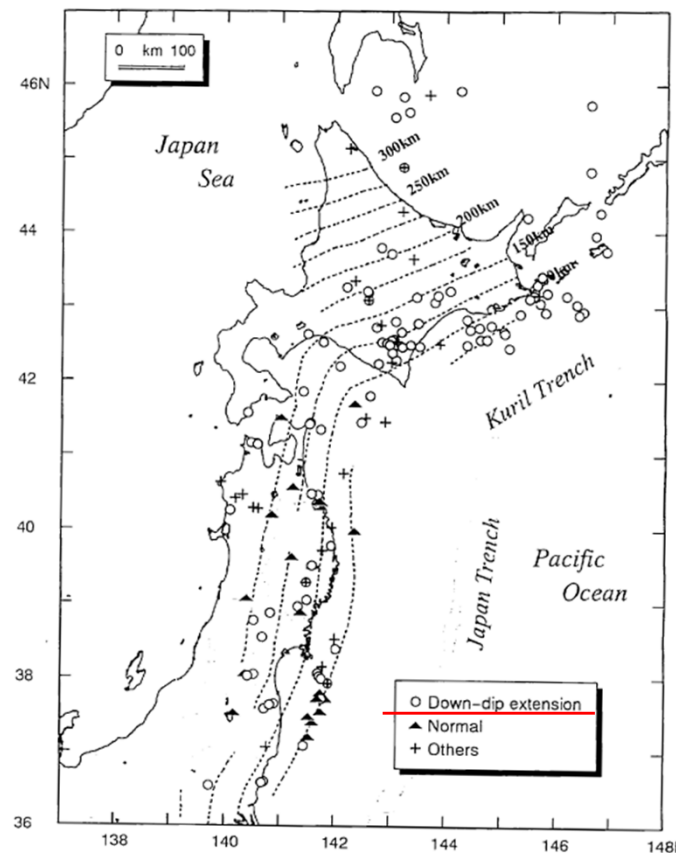 0 km 100
46N
Japan
Sea
300km
250km
200km
150km
44
42
Kuril Trench
40
Japan Trench
Pacific
Ocean
38
Down-dip extension
Normal
Others
36
138
140
142
144
146